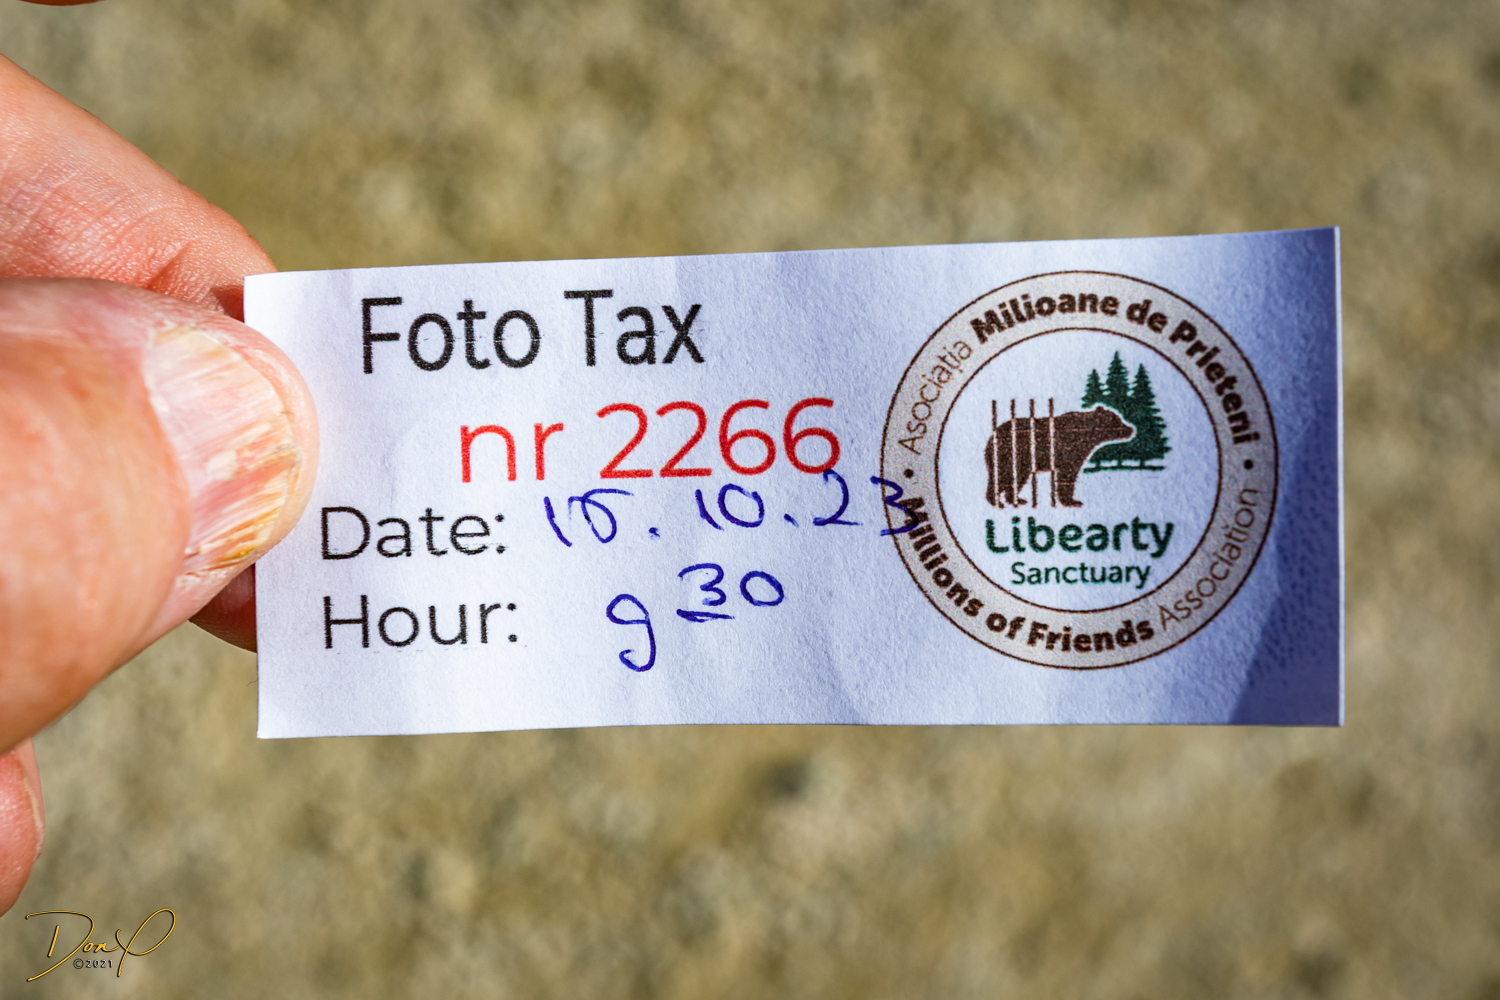 Foto Tax
nr 2266
Date: 15.10.23
Hour: 9 30
Asociația Milioane de Prieteni
Libearty
Sanctuary
Millions of Friends Association
DonP
©2021